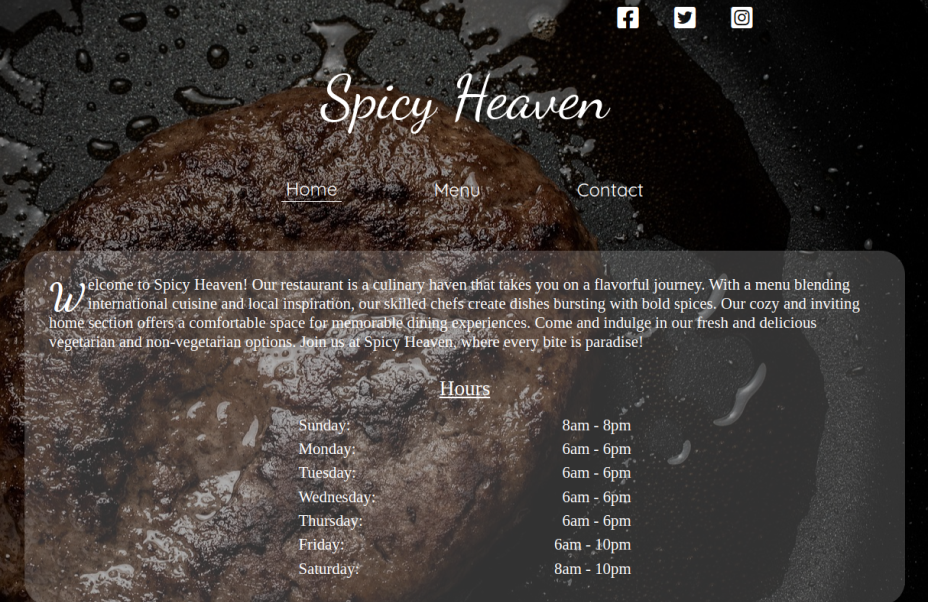 Spicy Heaven
Home Menu Contact
Welcome to Spicy Heaven! Our restaurant is a culinary haven that takes you on a flavorful journey. With a menu blending
international cuisine and local inspiration, our skilled chefs create dishes bursting with bold spices. Our cozy and inviting
home section offers a comfortable space for memorable dining experiences. Come and indulge in our fresh and delicious
vegetarian and non-vegetarian options. Join us at Spicy Heaven, where every bite is paradise!
Hours
Sunday: 8am - 8pm
Monday: 6am - 6pm
Tuesday: 6am - 6pm
Wednesday: 6am - 6pm
Thursday: 6am - 6pm
Friday: 6am - 10pm
Saturday: 8am - 10pm